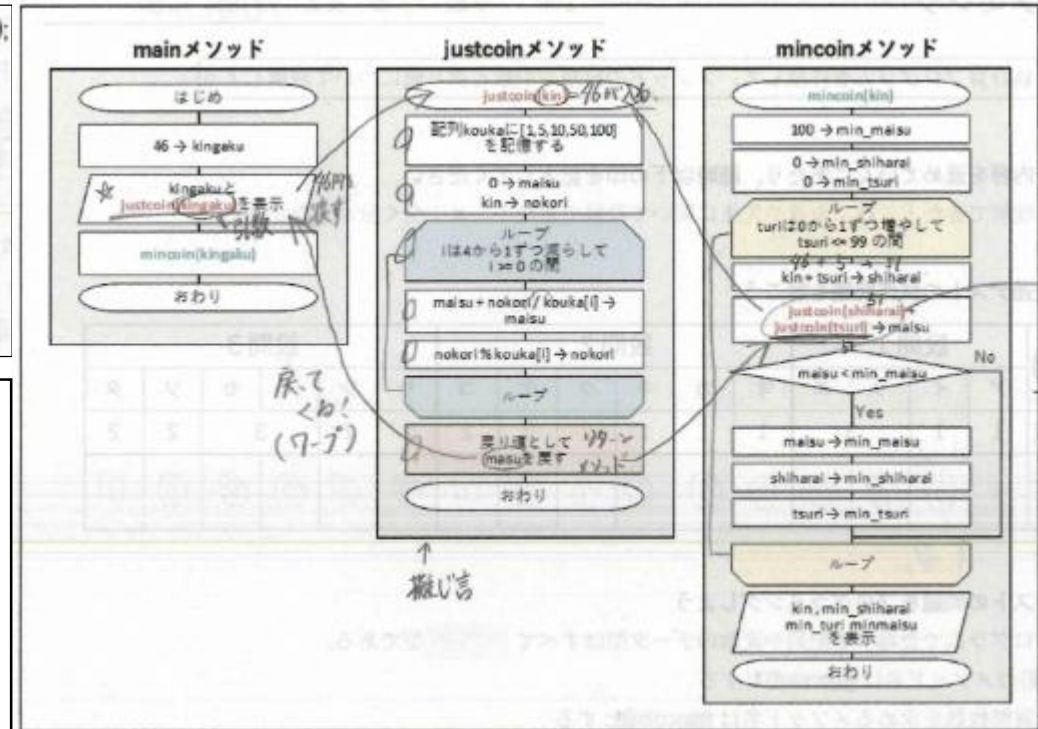 mainメソッド
はじめ
46 → kingaku
kingakuと
justcoin(kingaku)を表示
引数
46円
渡す
mincoin(kingaku)
おわり
justcoinメソッド
justcoin(kin)=46が入る.
配列koukaに[1,5,10,50,100]
を記憶する
0 → maisu
kin → nokori
ループ
iは4から1ずつ減らして
i >= 0 の間
maisu + nokori / kouka[i] →
maisu
nokori%kouka[i] → nokori
ループ
戻り値として
masuを戻す
リターン
メソッド
おわり
戻って
くね!
(ワープ)
mincoinメソッド
mincoin(kin)
100 → min_maisu
0 → min_shiharai
0 → min_tsuri
ループ
turiは0から1ずつ増やして
tsuri <= 99 の間
46 + 5 → 51
kin + tsuri → shiharai
51
justcoin(shiharai)+
justcoin(tsuri) → maisu
maisu < min_maisu
No
Yes
maisu → min_maisu
shiharai → min_shiharai
tsuri → min_tsuri
ループ
kin , min_shiharai
min_turi minmaisu
を表示
おわり